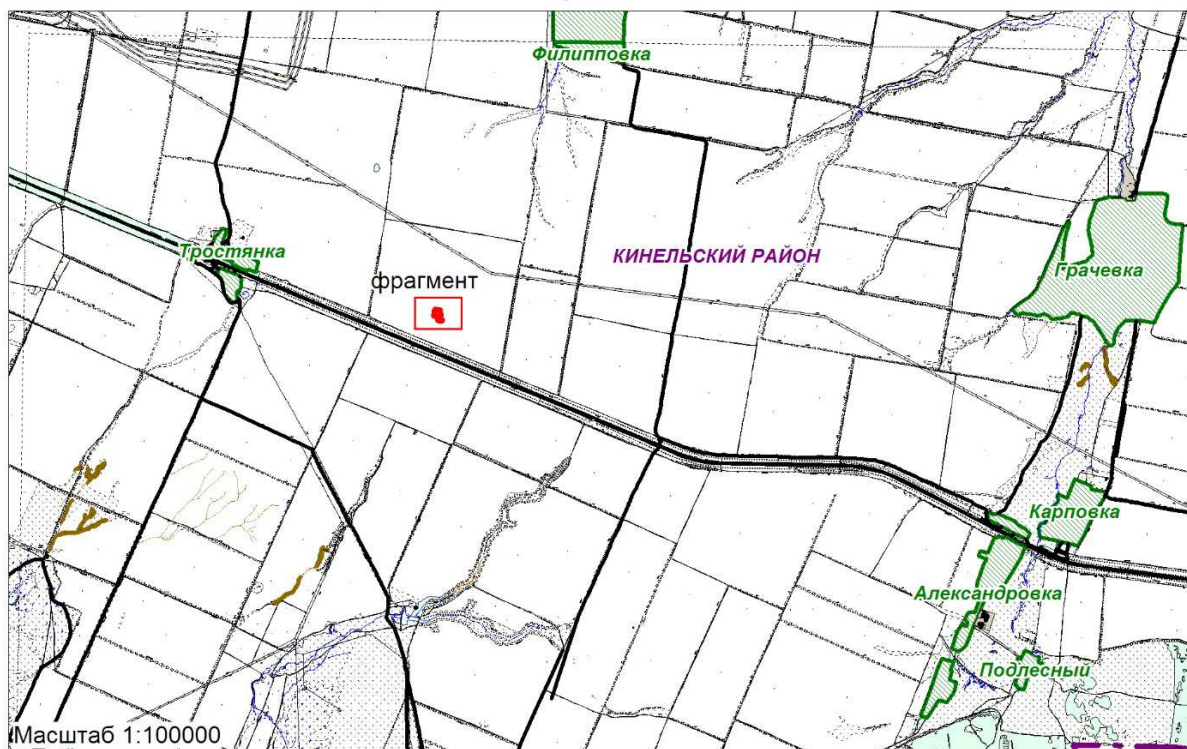 Филипповка
Тростянка
КИНЕЛЬСКИЙ РАЙОН
Грачевка
фрагмент
Карповка
Александровка
Подлесный
Масштаб 1:100000